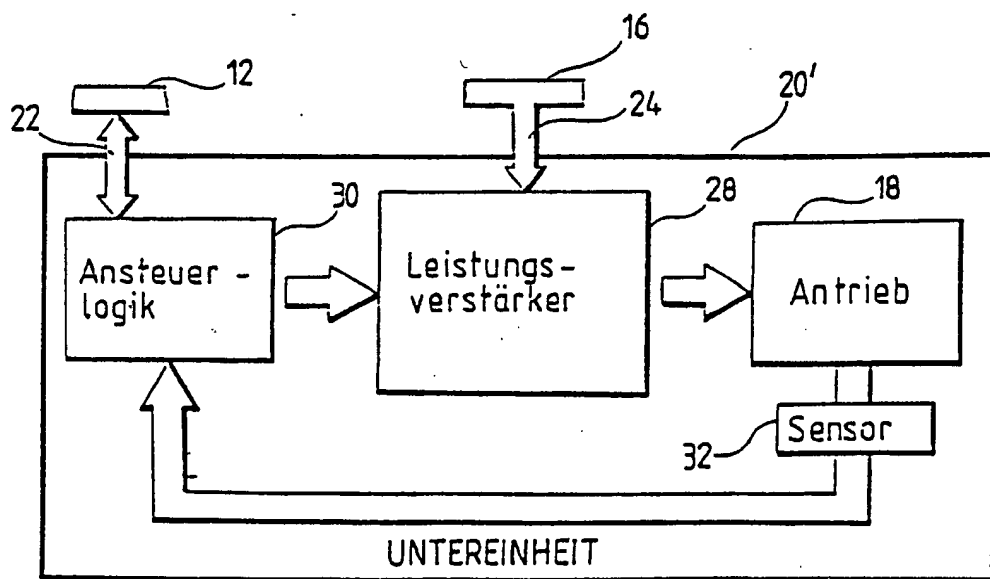 16
12
20'
22
24
30
28
18
Ansteuer-
logik
Leistungs-
verstärker
Antrieb
Sensor
32
UNTEREINHEIT